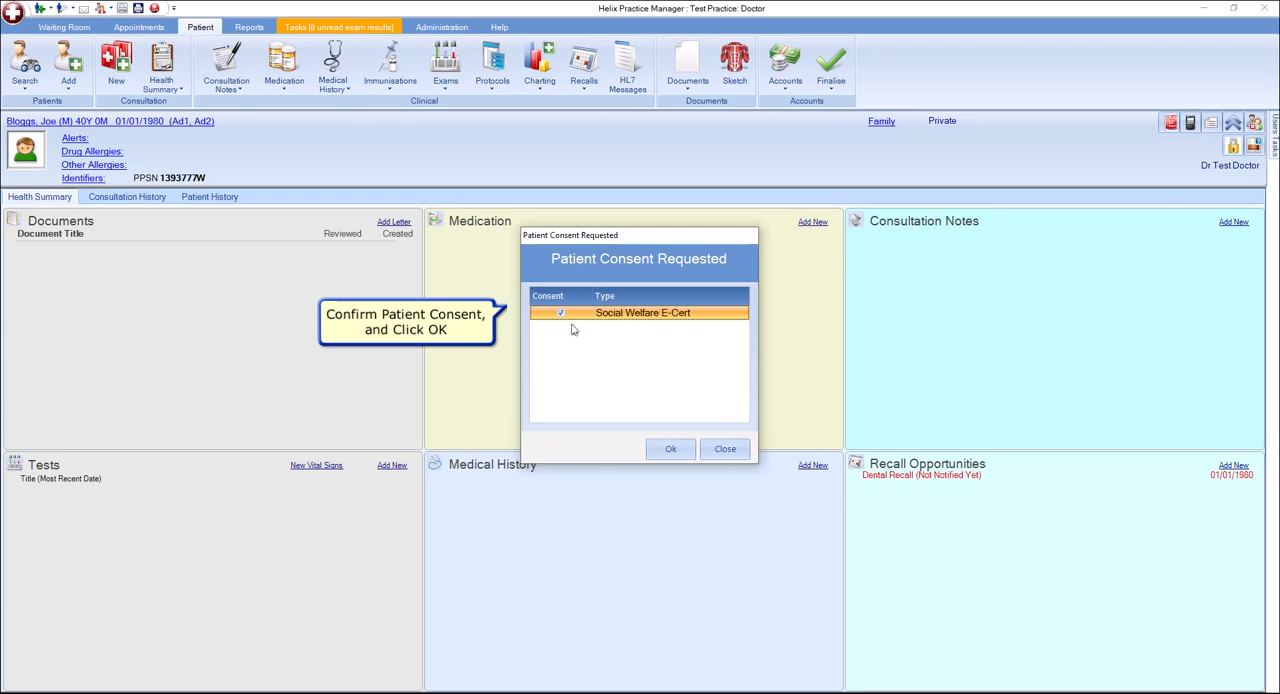 Helix Practice Manager : Test Practice: Doctor
Waiting Room
Appointments
Patient
Reports
Tasks [8 unread exam results]
Administration
Help
Search
Add
New
Health Summary
Consultation Notes
Medication
Medical History
Immunisations
Exams
Protocols
Charting
Recalls
HL7 Messages
Documents
Sketch
Accounts
Finalise
Patients
Consultation
Clinical
Documents
Accounts
Bloggs, Joe (M) 40Y 0M 01/01/1980 (Ad1, Ad2)
Family
Private
Alerts:
Drug Allergies:
Other Allergies:
Identifiers:
PPSN 1393777W
Dr Test Doctor
Users Tasks
Health Summary
Consultation History
Patient History
Documents
Add Letter
Document Title
Reviewed
Created
Medication
Add New
Consultation Notes
Add New
Patient Consent Requested
Patient Consent Requested
Consent
Type
Social Welfare E-Cert
Confirm Patient Consent,
and Click OK
Ok
Close
Tests
New Vital Signs
Add New
Title (Most Recent Date)
Medical History
Add New
Recall Opportunities
Add New
Dental Recall (Not Notified Yet)
01/01/1980